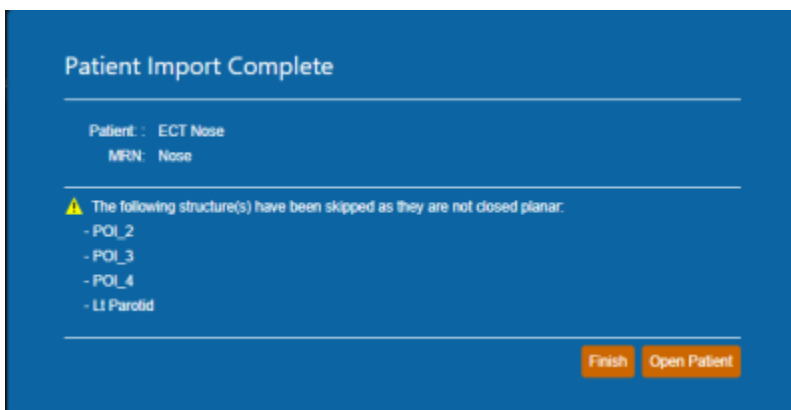 Patient Import Complete
Patient: : ECT Nose
MRN: Nose
The following structure(s) have been skipped as they are not closed planar:
- POI_2
- POI_3
- POI_4
- Lt Parotid
Finish Open Patient